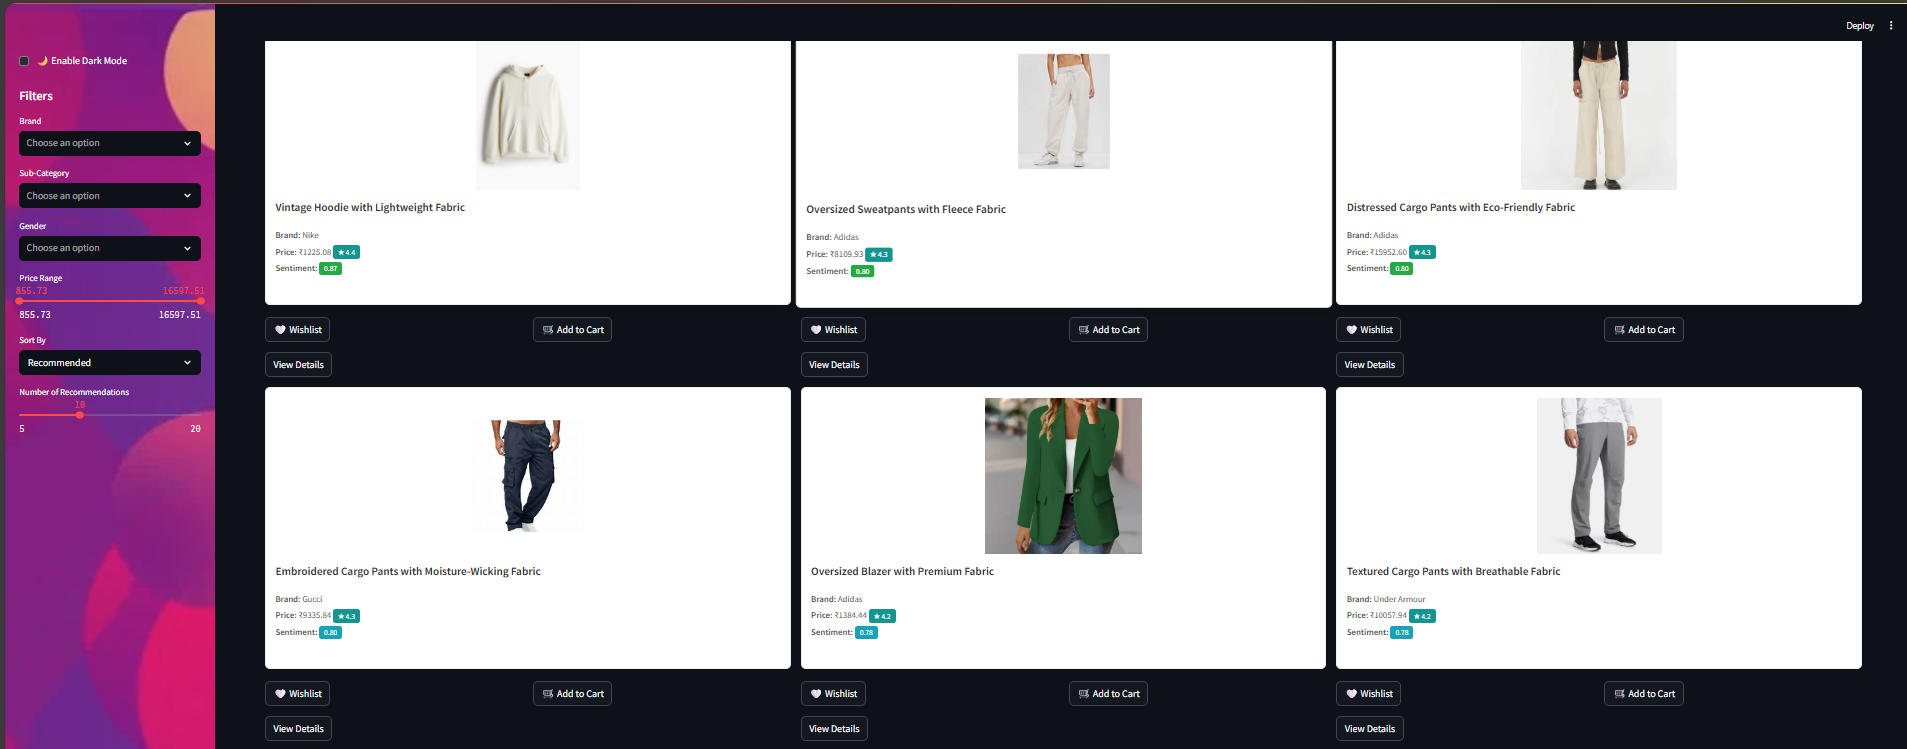 Deploy
Enable Dark Mode
Filters
Brand
Choose an option
Sub-Category
Choose an option
Gender
Choose an option
Price Range
855.73 16597.51
855.73 16597.51
Sort By
Recommended
Number of Recommendations
10
5 20
Vintage Hoodie with Lightweight Fabric
Brand: Nike
Price: ₹1225.08 ★4.4
Sentiment: 0.87
Wishlist Add to Cart
View Details
Oversized Sweatpants with Fleece Fabric
Brand: Adidas
Price: ₹8109.93 ★4.3
Sentiment: 0.80
Wishlist Add to Cart
View Details
Distressed Cargo Pants with Eco-Friendly Fabric
Brand: Adidas
Price: ₹15952.60 ★4.3
Sentiment: 0.80
Wishlist Add to Cart
View Details
Embroidered Cargo Pants with Moisture-Wicking Fabric
Brand: Gucci
Price: ₹9335.84 ★4.3
Sentiment: 0.80
Wishlist Add to Cart
View Details
Oversized Blazer with Premium Fabric
Brand: Adidas
Price: ₹1384.44 ★4.2
Sentiment: 0.78
Wishlist Add to Cart
View Details
Textured Cargo Pants with Breathable Fabric
Brand: Under Armour
Price: ₹10057.94 ★4.2
Sentiment: 0.78
Wishlist Add to Cart
View Details